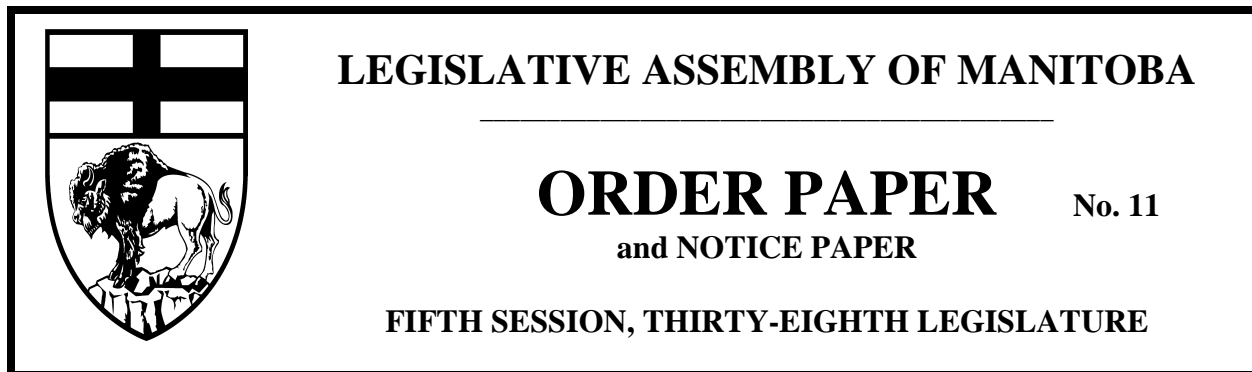 LEGISLATIVE ASSEMBLY OF MANITOBA
ORDER PAPER No. 11
and NOTICE PAPER
FIFTH SESSION, THIRTY-EIGHTH LEGISLATURE